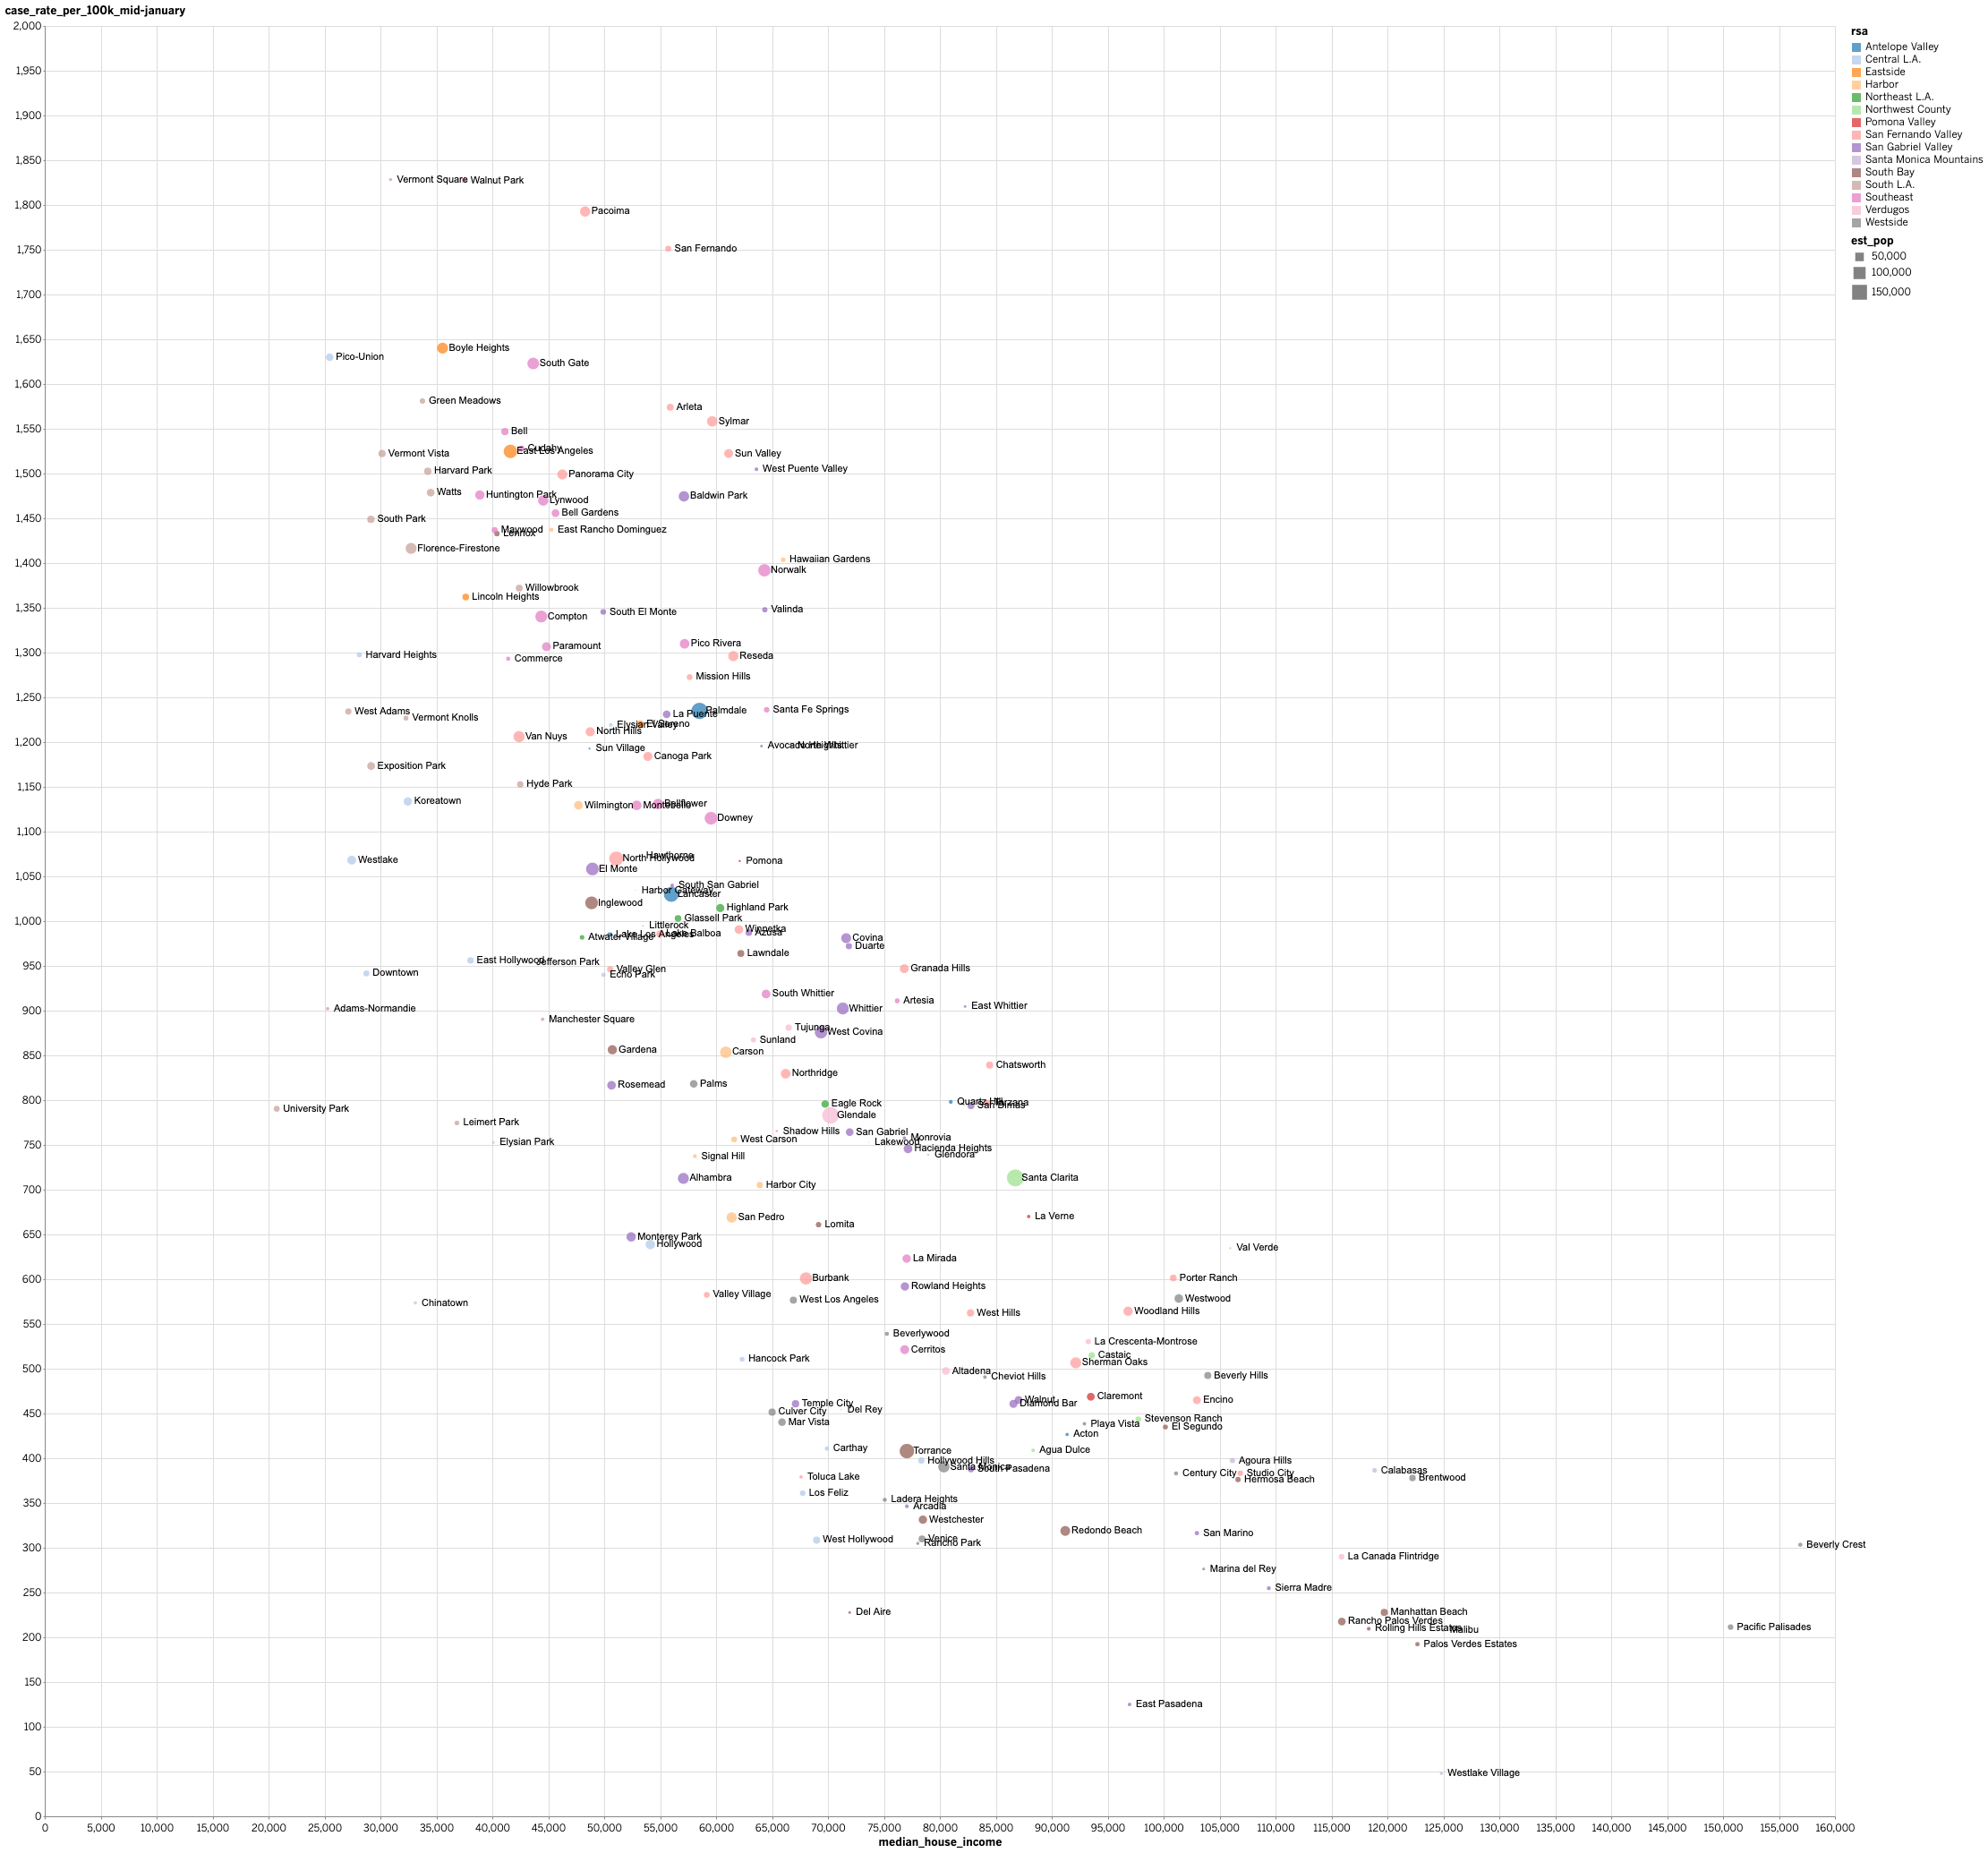 case_rate_per_100k_mid-january
2,000
1,950
1,900
1,850
1,800
1,750
1,700
1,650
1,600
1,550
1,500
1,450
1,400
1,350
1,300
1,250
1,200
1,150
1,100
1,050
1,000
950
900
850
800
750
700
650
600
550
500
450
400
350
300
250
200
150
100
50
0
Vermont Square
Walnut Park
Pacoima
San Fernando
Boyle Heights
Pico-Union
South Gate
Green Meadows
Arleta
Sylmar
Bell
Cudahy
East Los Angeles
Vermont Vista
Sun Valley
Harvard Park
West Puente Valley
Panorama City
Watts
Huntington Park
Baldwin Park
Lynwood
Bell Gardens
South Park
Maywood
East Rancho Dominguez
Lennox
Florence-Firestone
Hawaiian Gardens
Norwalk
Willowbrook
Lincoln Heights
Valinda
South El Monte
Compton
Pico Rivera
Paramount
Harvard Heights
Reseda
Commerce
Mission Hills
West Adams
Palmdale
Santa Fe Springs
La Puente
Vermont Knolls
Elysian Valley
El Sereno
North Hills
Van Nuys
Avocado Heights
North Whittier
Sun Village
Canoga Park
Exposition Park
Hyde Park
Koreatown
Wilmington
Montebello
Bellflower
Downey
Hawthorne
North Hollywood
Westlake
Pomona
El Monte
South San Gabriel
Harbor Gateway
Lancaster
Inglewood
Highland Park
Glassell Park
Littlerock
Winnetka
Azusa
Lake Los Angeles
Lake Balboa
Atwater Village
Covina
Duarte
Lawndale
East Hollywood
Jefferson Park
Valley Glen
Granada Hills
Downtown
Echo Park
South Whittier
Artesia
East Whittier
Adams-Normandie
Whittier
Manchester Square
Tujunga
West Covina
Sunland
Gardena
Carson
Chatsworth
Northridge
Rosemead
Palms
Eagle Rock
Quartz Hill
Tarzana
San Dimas
University Park
Glendale
Leimert Park
Shadow Hills
San Gabriel
Elysian Park
West Carson
Monrovia
Lakewood
Hacienda Heights
Glendora
Signal Hill
Alhambra
Santa Clarita
Harbor City
San Pedro
La Verne
Lomita
Monterey Park
Hollywood
Val Verde
La Mirada
Burbank
Porter Ranch
Rowland Heights
Valley Village
West Los Angeles
Westwood
Chinatown
Woodland Hills
West Hills
Beverlywood
La Crescenta-Montrose
Cerritos
Castaic
Hancock Park
Sherman Oaks
Altadena
Cheviot Hills
Beverly Hills
Claremont
Walnut
Encino
Temple City
Diamond Bar
Culver City
Del Rey
Mar Vista
Stevenson Ranch
Playa Vista
El Segundo
Acton
Carthay
Torrance
Agua Dulce
Hollywood Hills
Agoura Hills
Santa Monica
South Pasadena
Calabasas
Century City
Studio City
Toluca Lake
Hermosa Beach
Brentwood
Los Feliz
Ladera Heights
Arcadia
Westchester
Redondo Beach
San Marino
West Hollywood
Venice
Rancho Park
Beverly Crest
La Canada Flintridge
Marina del Rey
Sierra Madre
Del Aire
Manhattan Beach
Rancho Palos Verdes
Rolling Hills Estates
Malibu
Pacific Palisades
Palos Verdes Estates
East Pasadena
Westlake Village
0
5,000
10,000
15,000
20,000
25,000
30,000
35,000
40,000
45,000
50,000
55,000
60,000
65,000
70,000
75,000
80,000
85,000
90,000
95,000
100,000
105,000
110,000
115,000
120,000
125,000
130,000
135,000
140,000
145,000
150,000
155,000
160,000
median_house_income
rsa
Antelope Valley
Central L.A.
Eastside
Harbor
Northeast L.A.
Northwest County
Pomona Valley
San Fernando Valley
San Gabriel Valley
Santa Monica Mountains
South Bay
South L.A.
Southeast
Verdugos
Westside
est_pop
50,000
100,000
150,000